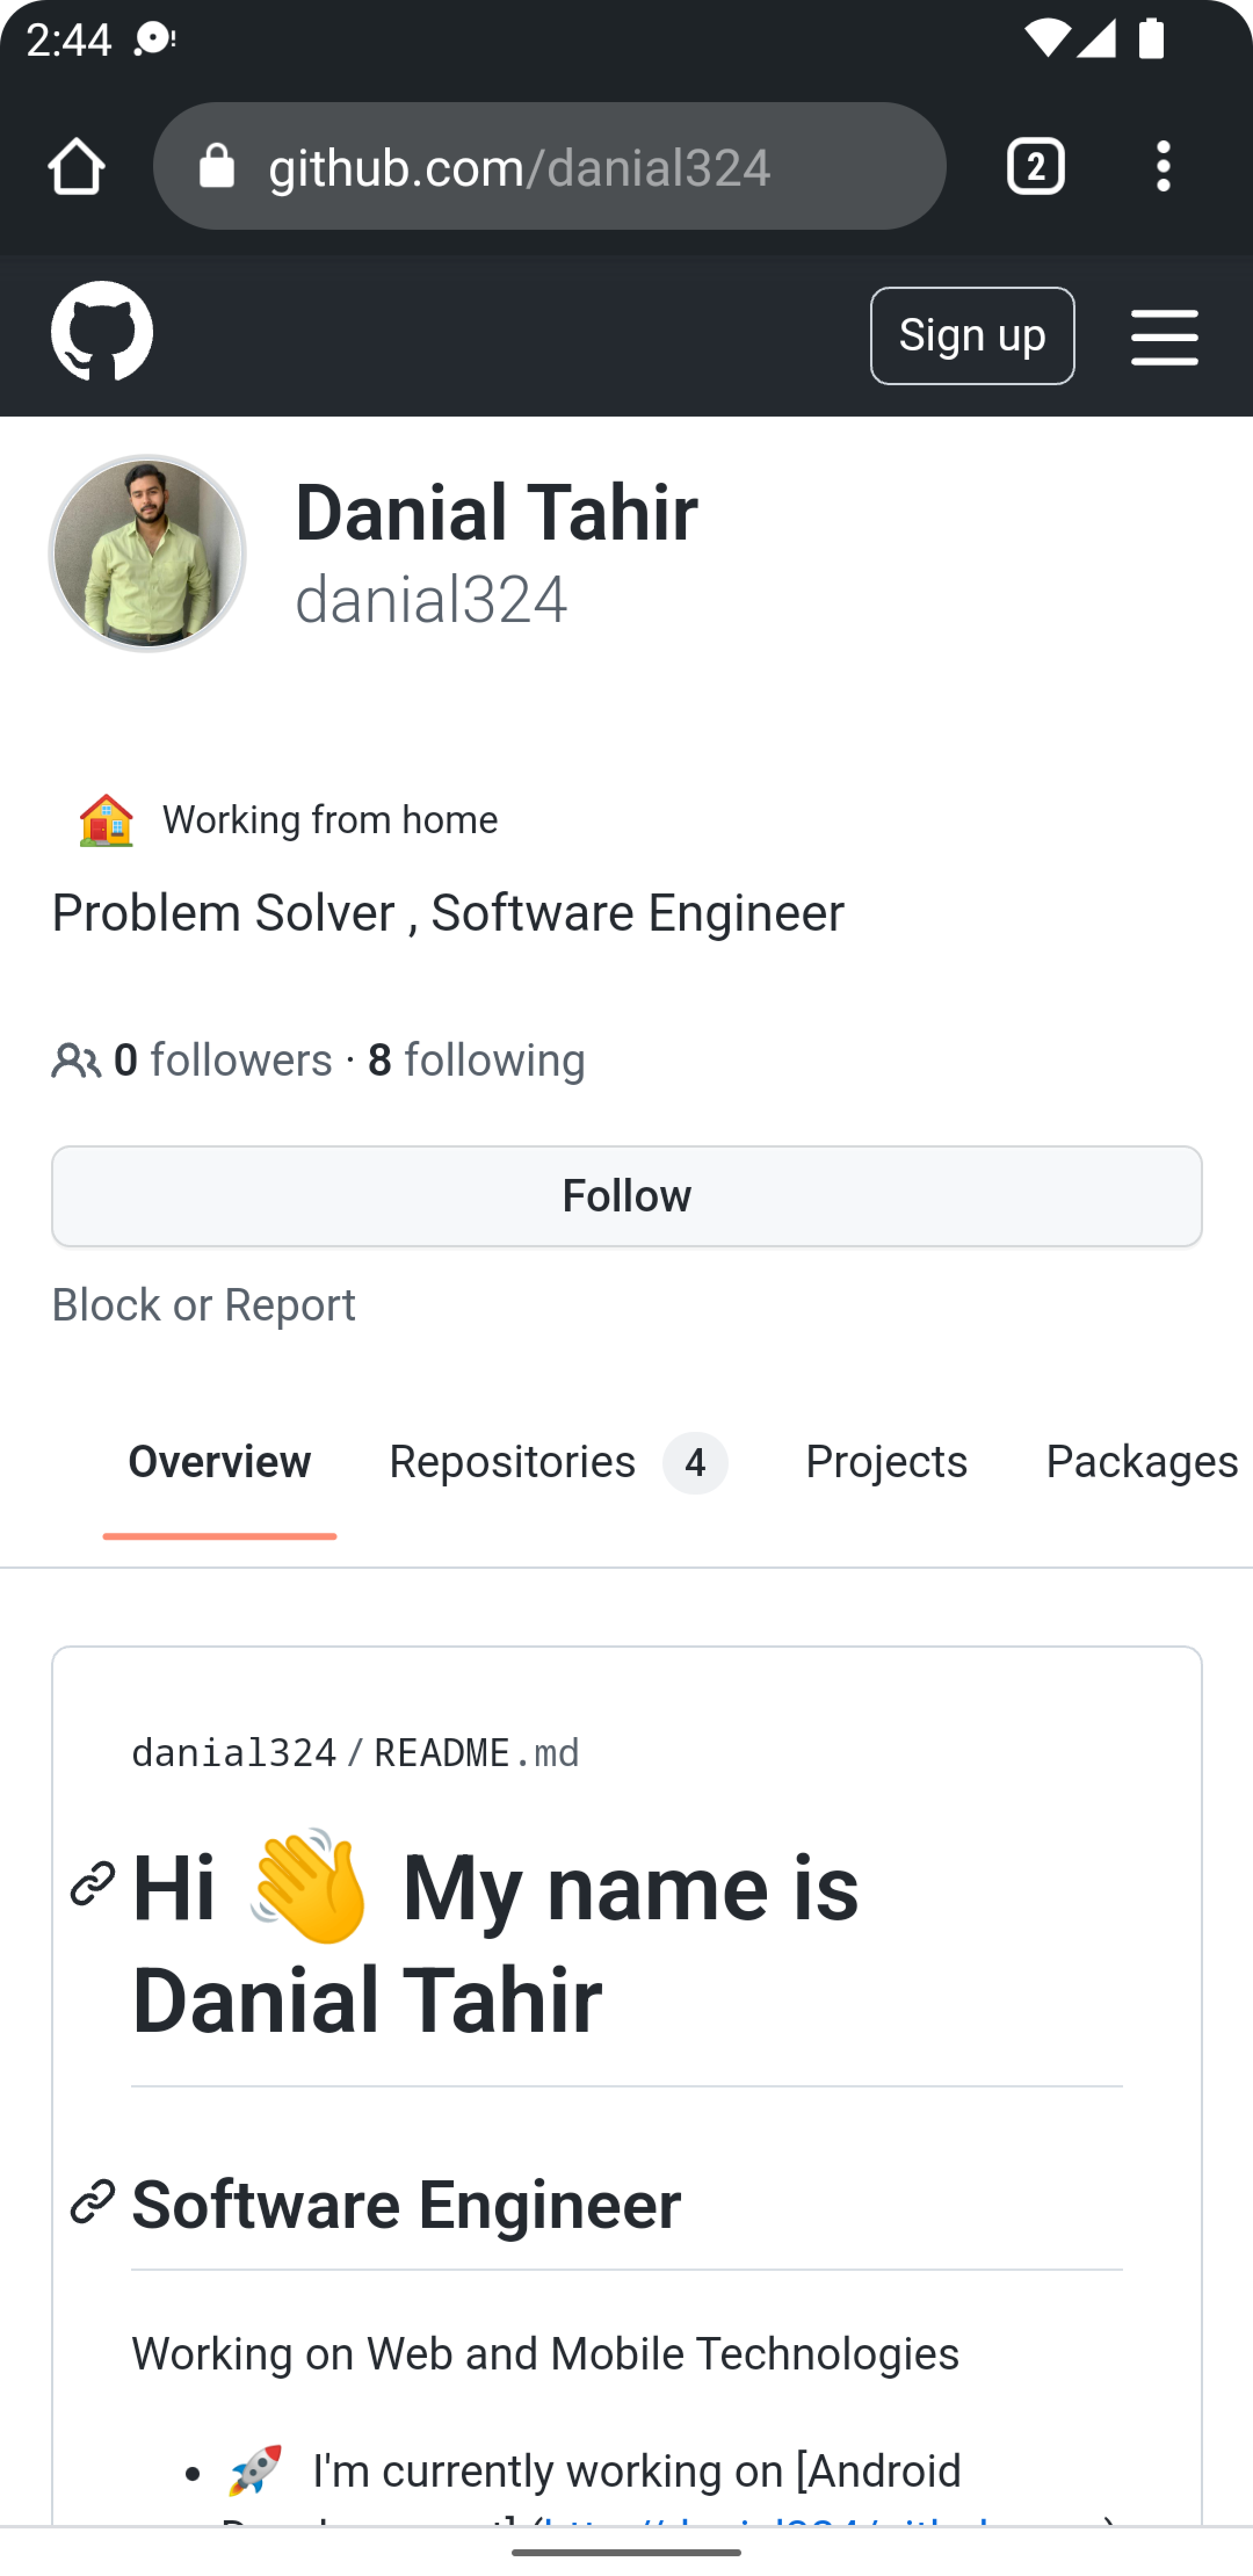 2:44
github.com/danial324
2
Sign up
Danial Tahir
danial324
Working from home
Problem Solver , Software Engineer
0 followers · 8 following
Follow
Block or Report
Overview Repositories 4 Projects Packages
danial324 / README.md
Hi 👋 My name is
Danial Tahir
Software Engineer
Working on Web and Mobile Technologies
• 🚀 I'm currently working on [Android